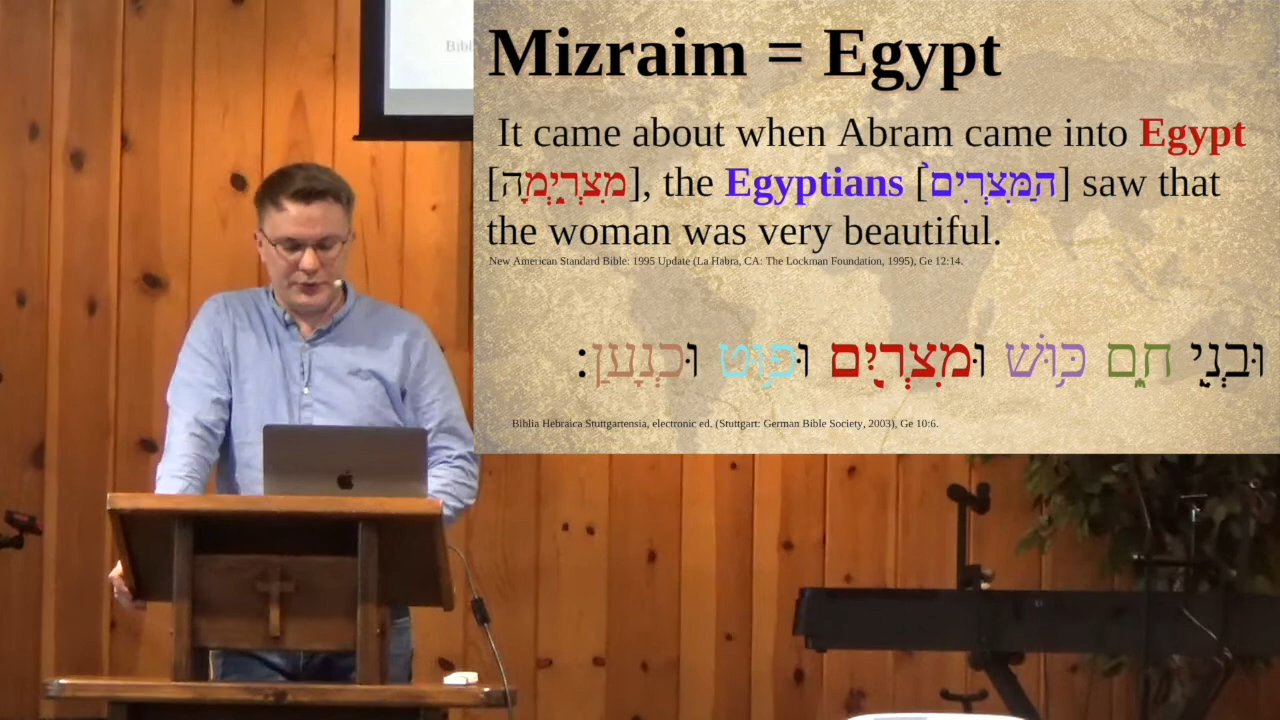 Bibl
Mizraim = Egypt
It came about when Abram came into Egypt
[מִצְרָ֑יְמָה], the Egyptians [הַמִּצְרִים֙] saw that
the woman was very beautiful.
New American Standard Bible: 1995 Update (La Habra, CA: The Lockman Foundation, 1995), Ge 12:14.
וּבְנֵ֖י חָ֑ם כּ֥וּשׁ וּמִצְרַ֖יִם וּפ֥וּט וּכְנָֽעַן׃
Biblia Hebraica Stuttgartensia, electronic ed. (Stuttgart: German Bible Society, 2003), Ge 10:6.